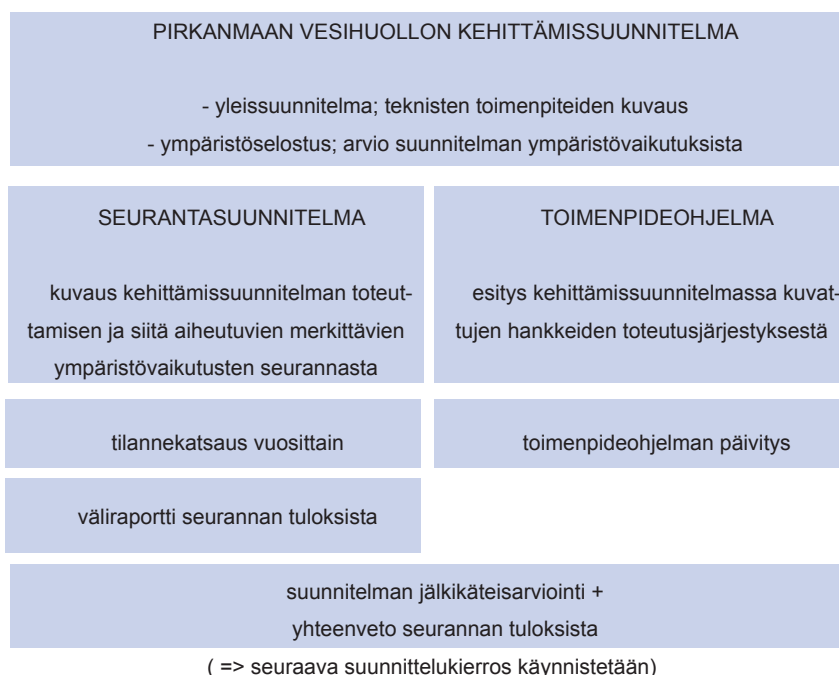 PIRKANMAAN VESIHUOLLON KEHITTÄMISSUUNNITELMA
- yleissuunnitelma; teknisten toimenpiteiden kuvaus
- ympäristöselostus; arvio suunnitelman ympäristövaikutuksista
SEURANTASUUNNITELMA
kuvaus kehittämissuunnitelman toteut-
tamisen ja siitä aiheutuvien merkittävien
ympäristövaikutusten seurannasta
TOIMENPIDEOHJELMA
esitys kehittämissuunnitelmassa kuvat-
tujen hankkeiden toteutusjärjestyksestä
tilannekatsaus vuosittain
toimenpideohjelman päivitys
väliraportti seurannan tuloksista
suunnitelman jälkikäteisarviointi +
yhteenveto seurannan tuloksista
( => seuraava suunnittelukierros käynnistetään)